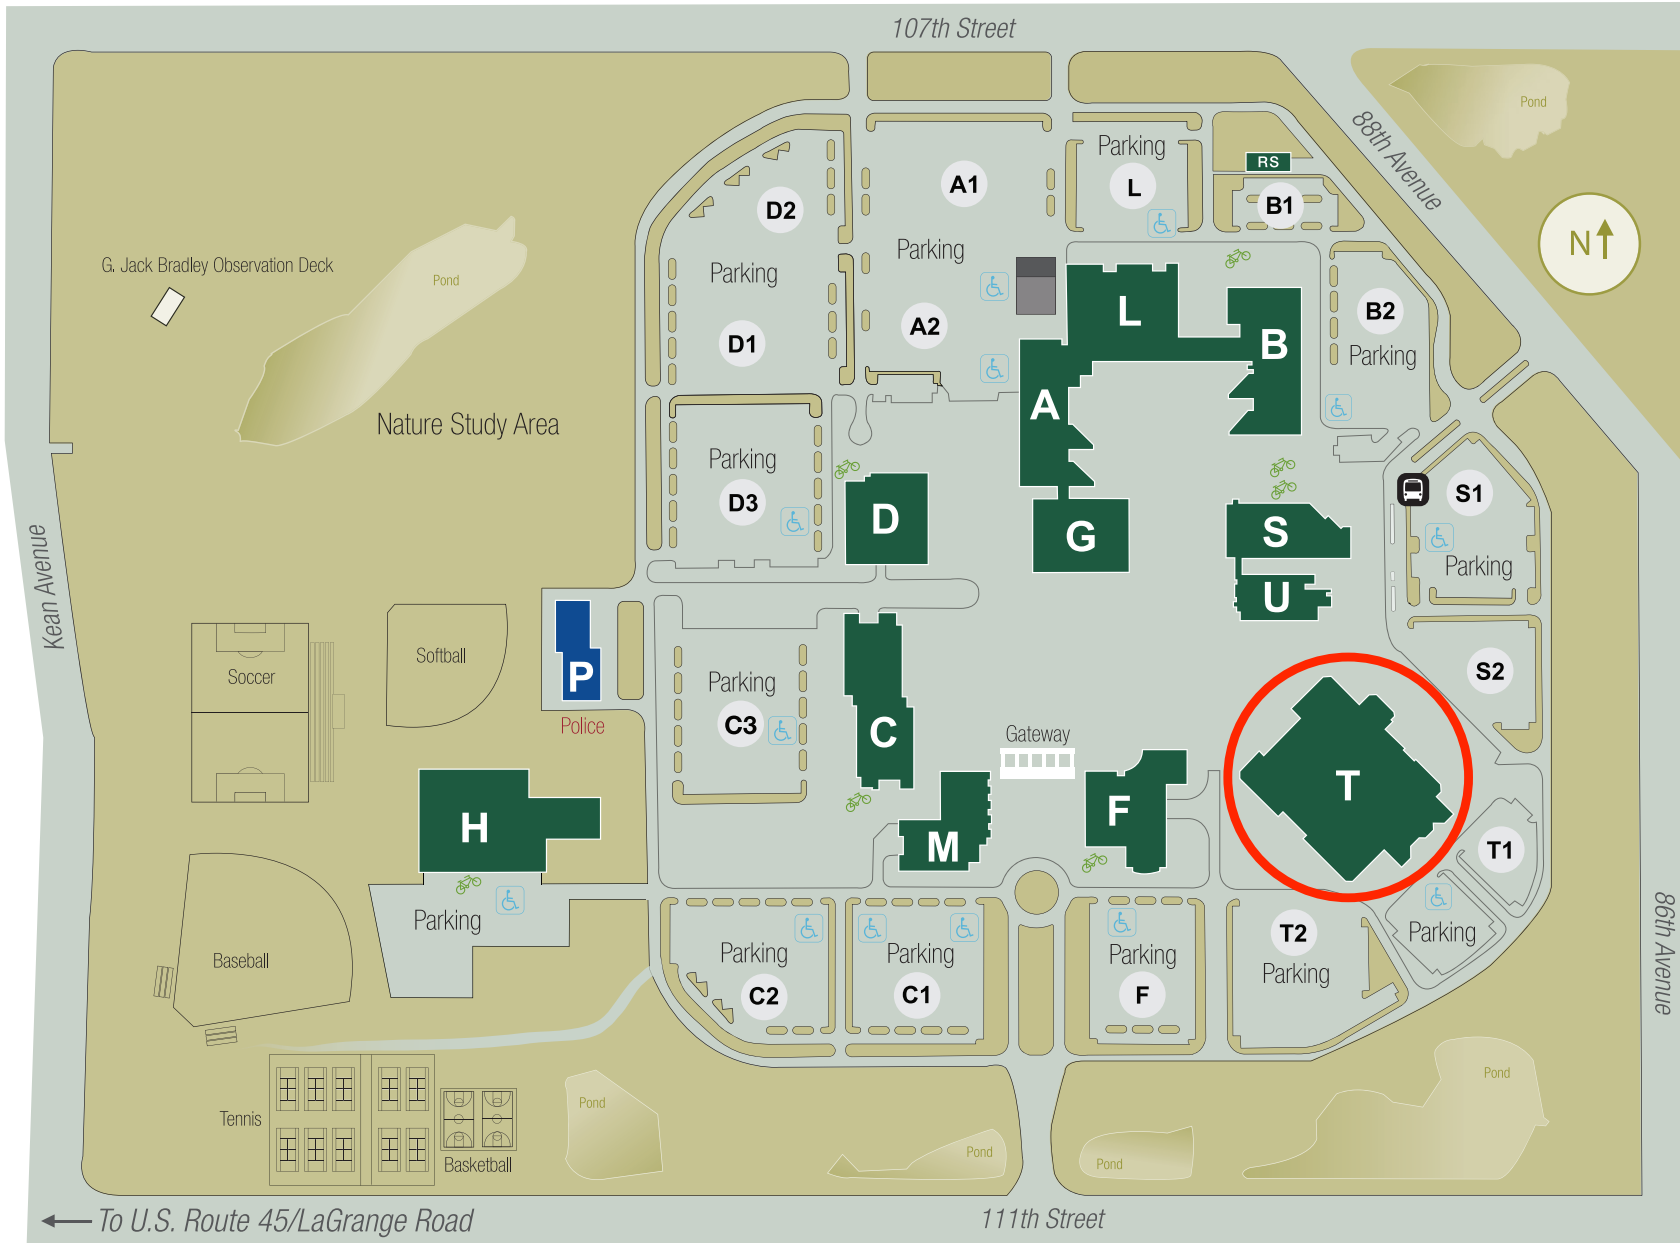 107th Street
88th Avenue
Pond
Parking
L
RS
B1
A1
D2
Parking
Parking
N
G. Jack Bradley Observation Deck
Pond
D1
A2
L
B
B2
Parking
Nature Study Area
A
Parking
D3
D
G
S
S1
Parking
U
Kean Avenue
Soccer
Softball
P
Police
Parking
C3
C
Gateway
S2
T
H
M
F
T1
Parking
Baseball
Parking
C2
Parking
C1
Parking
F
T2
Parking
Parking
86th Avenue
Tennis
Basketball
Pond
Pond
Pond
Pond
To U.S. Route 45/LaGrange Road
111th Street